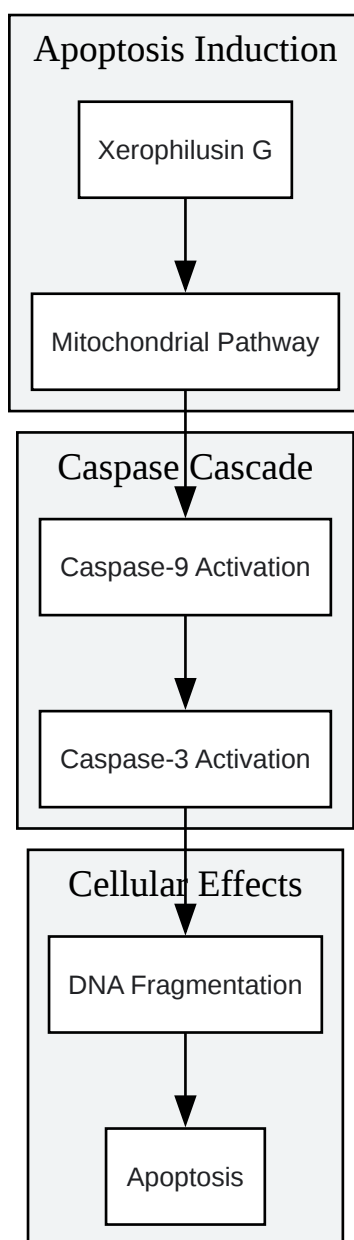 Apoptosis Induction
Xerophilusin G
Mitochondrial Pathway
Caspase Cascade
Caspase-9 Activation
Caspase-3 Activation
Cellular Effects
DNA Fragmentation
Apoptosis